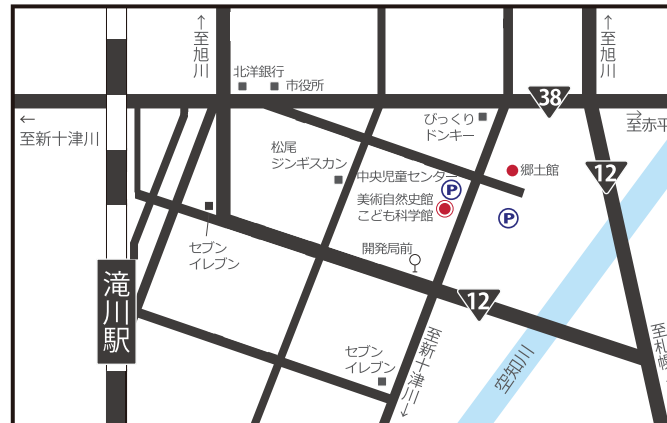 ↑至旭川
↑至旭川
北洋銀行
市役所
38
←
至新十津川
びっくり
ドンキー
→
至赤平
松尾
ジンギスカン
中央児童センター
P
郷土館
12
美術自然史館
こども科学館
P
セブン
イレブン
開発局前
滝川駅
12
セブン
イレブン
至新十津川→
空知川
至札幌